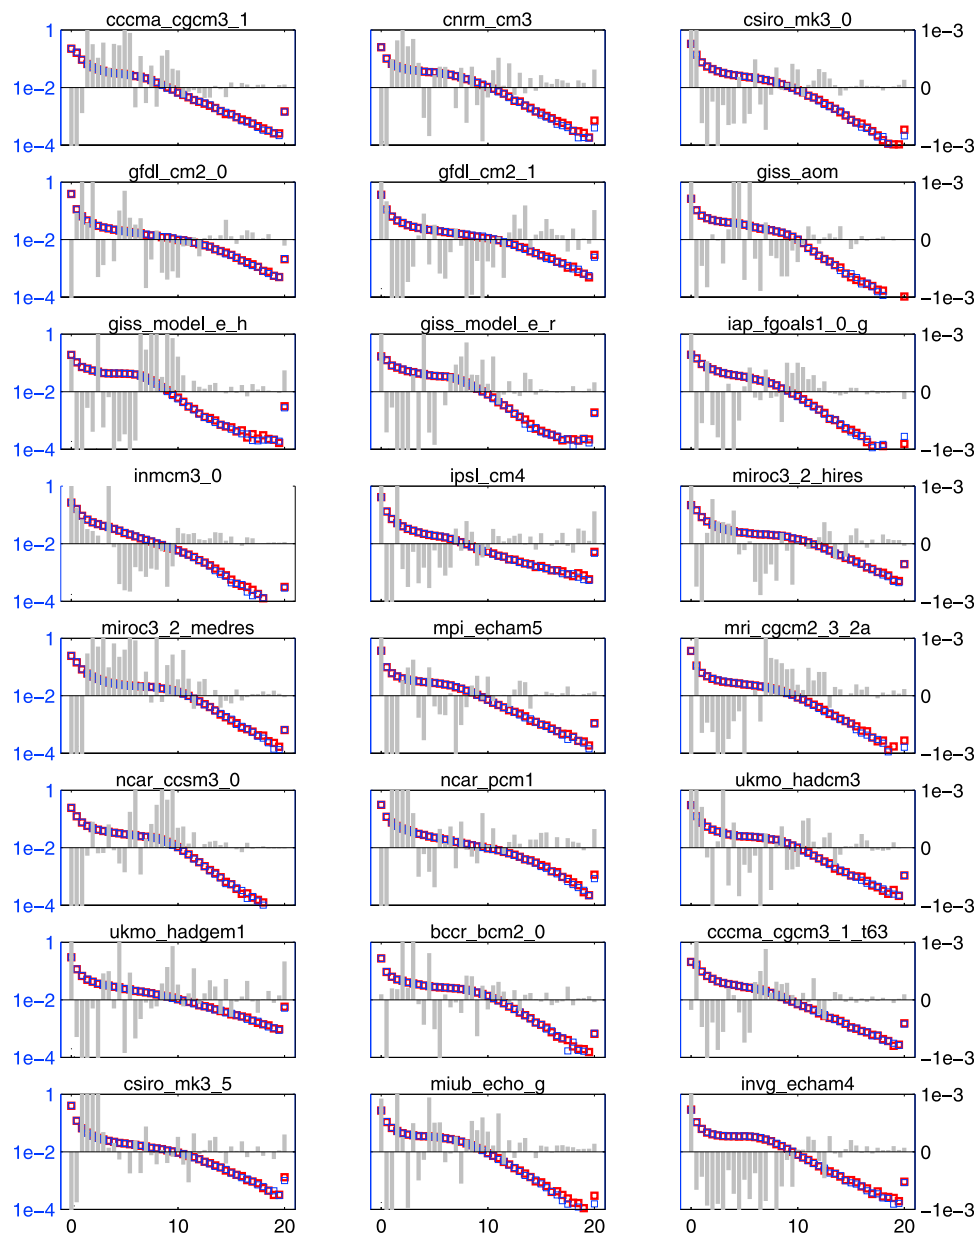 cccma_cgcm3_1 cnrm_cm3 csiro_mk3_0
1 1e-3
1e-2 0
1e-4 -1e-3
gfdl_cm2_0 gfdl_cm2_1 giss_aom
1 1e-3
1e-2 0
1e-4 -1e-3
giss_model_e_h giss_model_e_r iap_fgoals1_0_g
1 1e-3
1e-2 0
1e-4 -1e-3
inmcm3_0 ipsl_cm4 miroc3_2_hires
1 1e-3
1e-2 0
1e-4 -1e-3
miroc3_2_medres mpi_echam5 mri_cgcm2_3_2a
1 1e-3
1e-2 0
1e-4 -1e-3
ncar_ccsm3_0 ncar_pcm1 ukmo_hadcm3
1 1e-3
1e-2 0
1e-4 -1e-3
ukmo_hadgem1 bccr_bcm2_0 cccma_cgcm3_1_t63
1 1e-3
1e-2 0
1e-4 -1e-3
csiro_mk3_5 miub_echo_g invg_echam4
1 1e-3
1e-2 0
1e-4 -1e-3
0 10 20 0 10 20 0 10 20